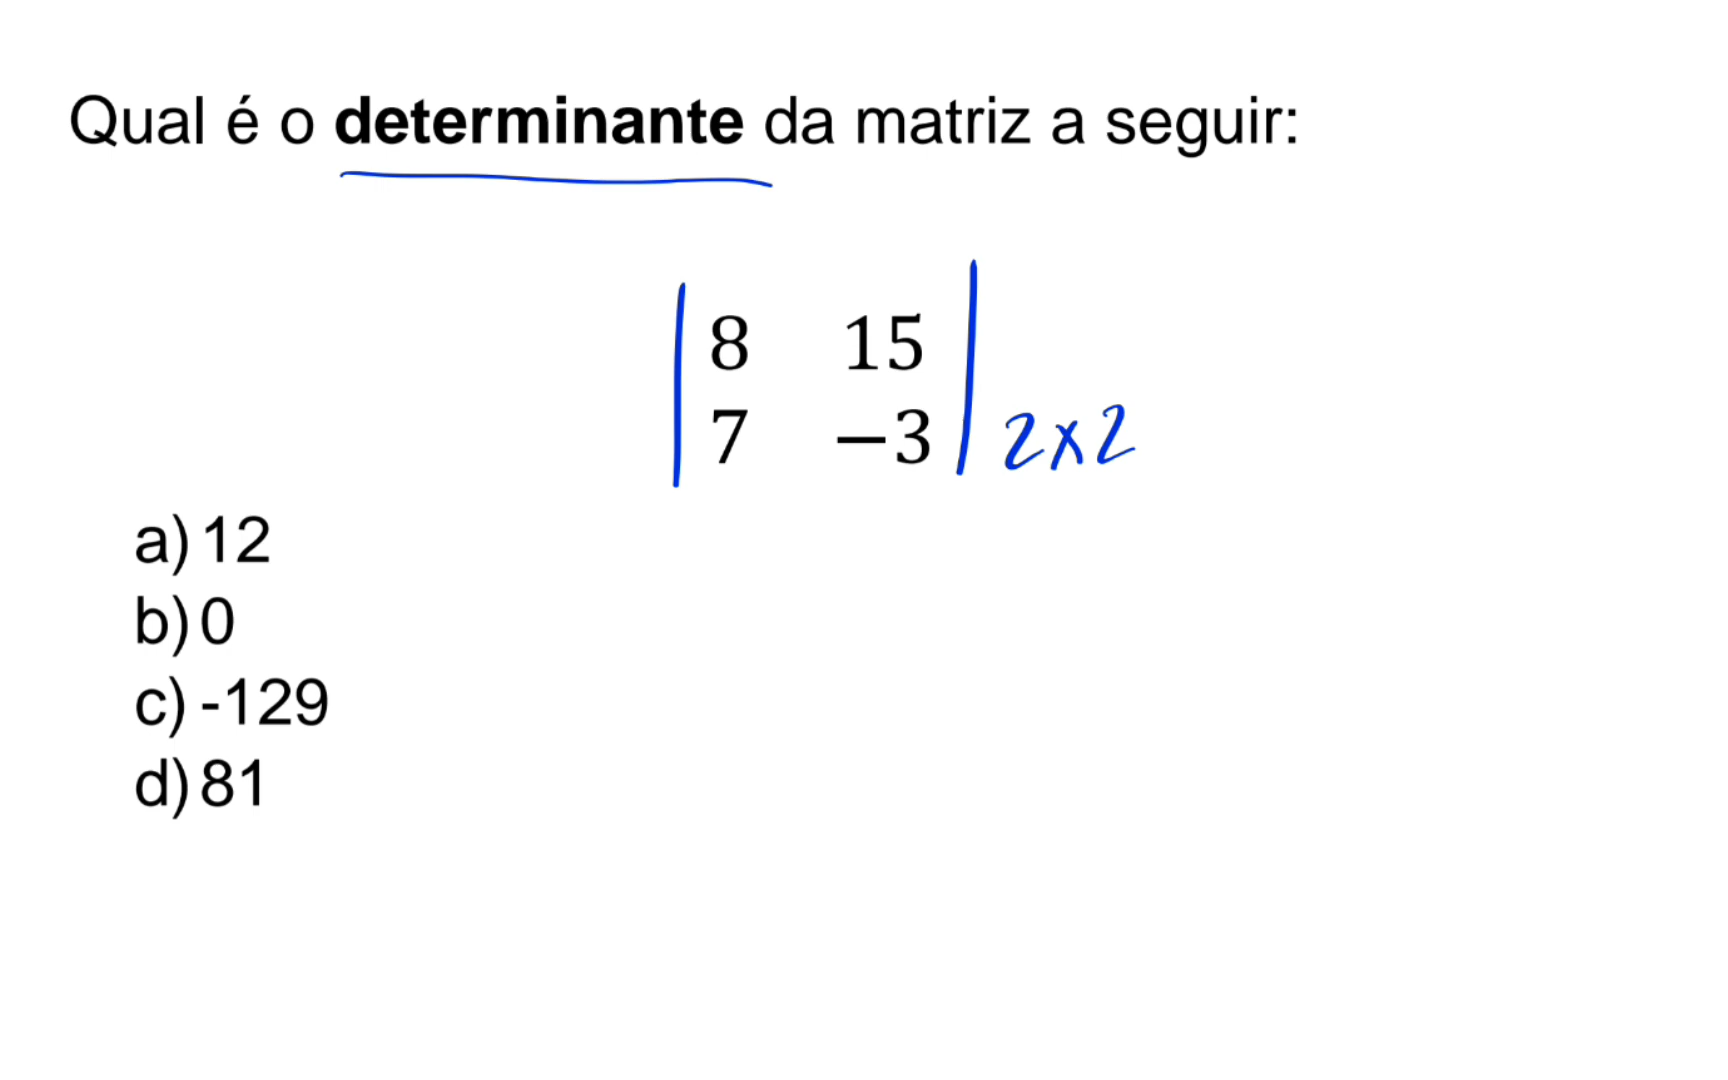 Qual é o determinante da matriz a seguir:
8 15
7 −3 2x2
a) 12
b) 0
c) -129
d) 81